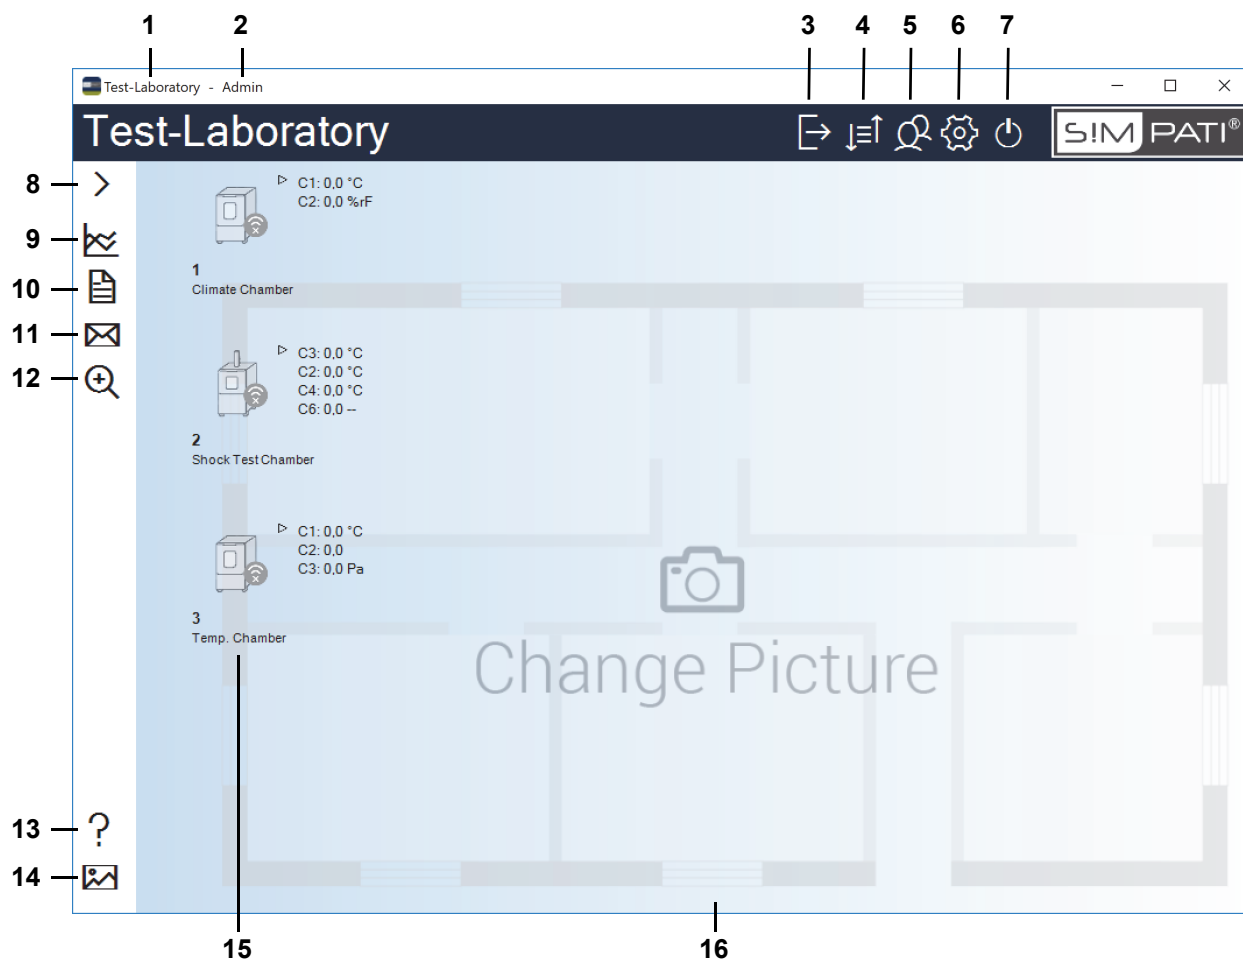 1 2 3 4 5 6 7
Test-Laboratory - Admin
Test-Laboratory
S!MPATI®
8
9
10
11
12
13
14
C1: 0,0 °C
C2: 0,0 %rF
1
Climate Chamber
C3: 0,0 °C
C2: 0,0 °C
C4: 0,0 °C
C6: 0,0 --
2
Shock Test Chamber
C1: 0,0 °C
C2: 0,0
C3: 0,0 Pa
3
Temp. Chamber
Change Picture
15 16